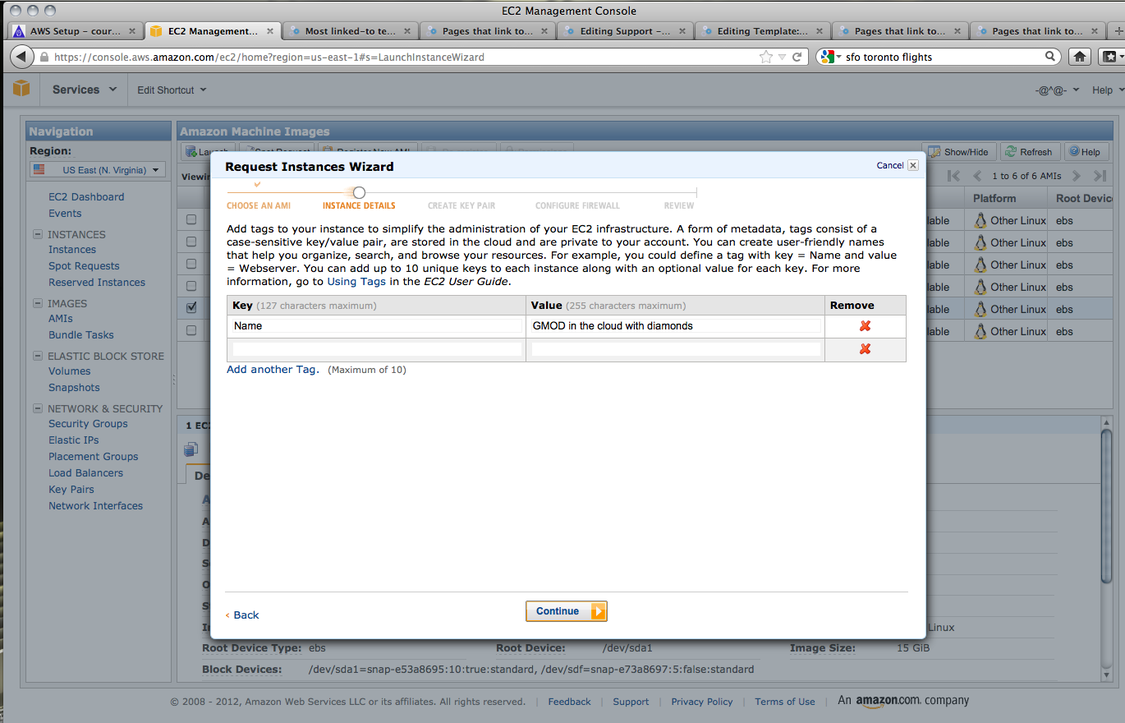 EC2 Management Console
AWS Setup – cour...
EC2 Management...
Most linked-to te...
Pages that link to...
Editing Support –...
Editing Template:...
Pages that link to...
Pages that link to...
https://console.aws.amazon.com/ec2/home?region=us-east-1#s=LaunchInstanceWizard
sfo toronto flights
Services
Edit Shortcut
-@^@-
Help
Navigation
Amazon Machine Images
Region:
US East (N. Virginia)
Show/Hide
Refresh
Help
1 to 6 of 6 AMIs
Platform
EC2 Dashboard
Events
INSTANCES
Instances
Spot Requests
Reserved Instances
IMAGES
AMIs
Bundle Tasks
ELASTIC BLOCK STORE
Volumes
Snapshots
NETWORK & SECURITY
Security Groups
Elastic IPs
Placement Groups
Load Balancers
Key Pairs
Network Interfaces
Request Instances Wizard
Cancel
CHOOSE AN AMI
INSTANCE DETAILS
CREATE KEY PAIR
CONFIGURE FIREWALL
REVIEW
Add tags to your instance to simplify the administration of your EC2 infrastructure. A form of metadata, tags consist of a
case-sensitive key/value pair, are stored in the cloud and are private to your account. You can create user-friendly names
that help you organize, search, and browse your resources. For example, you could define a tag with key = Name and value
= Webserver. You can add up to 10 unique keys to each instance along with an optional value for each key. For more
information, go to Using Tags in the EC2 User Guide.
Key (127 characters maximum)
Value (255 characters maximum)
Remove
Name
GMOD in the cloud with diamonds
Add another Tag. (Maximum of 10)
‹ Back
Continue
Root Device
Other Linux ebs
Other Linux ebs
Other Linux ebs
Other Linux ebs
Other Linux ebs
Other Linux ebs
Linux
Root Device Type: ebs
Root Device: /dev/sda1
Image Size: 15 GiB
Block Devices: /dev/sda1=snap-e53a8695:10:true:standard, /dev/sdf=snap-e73a8697:5:false:standard
© 2008 - 2012, Amazon Web Services LLC or its affiliates. All rights reserved. | Feedback | Support | Privacy Policy | Terms of Use | An amazon.com. company